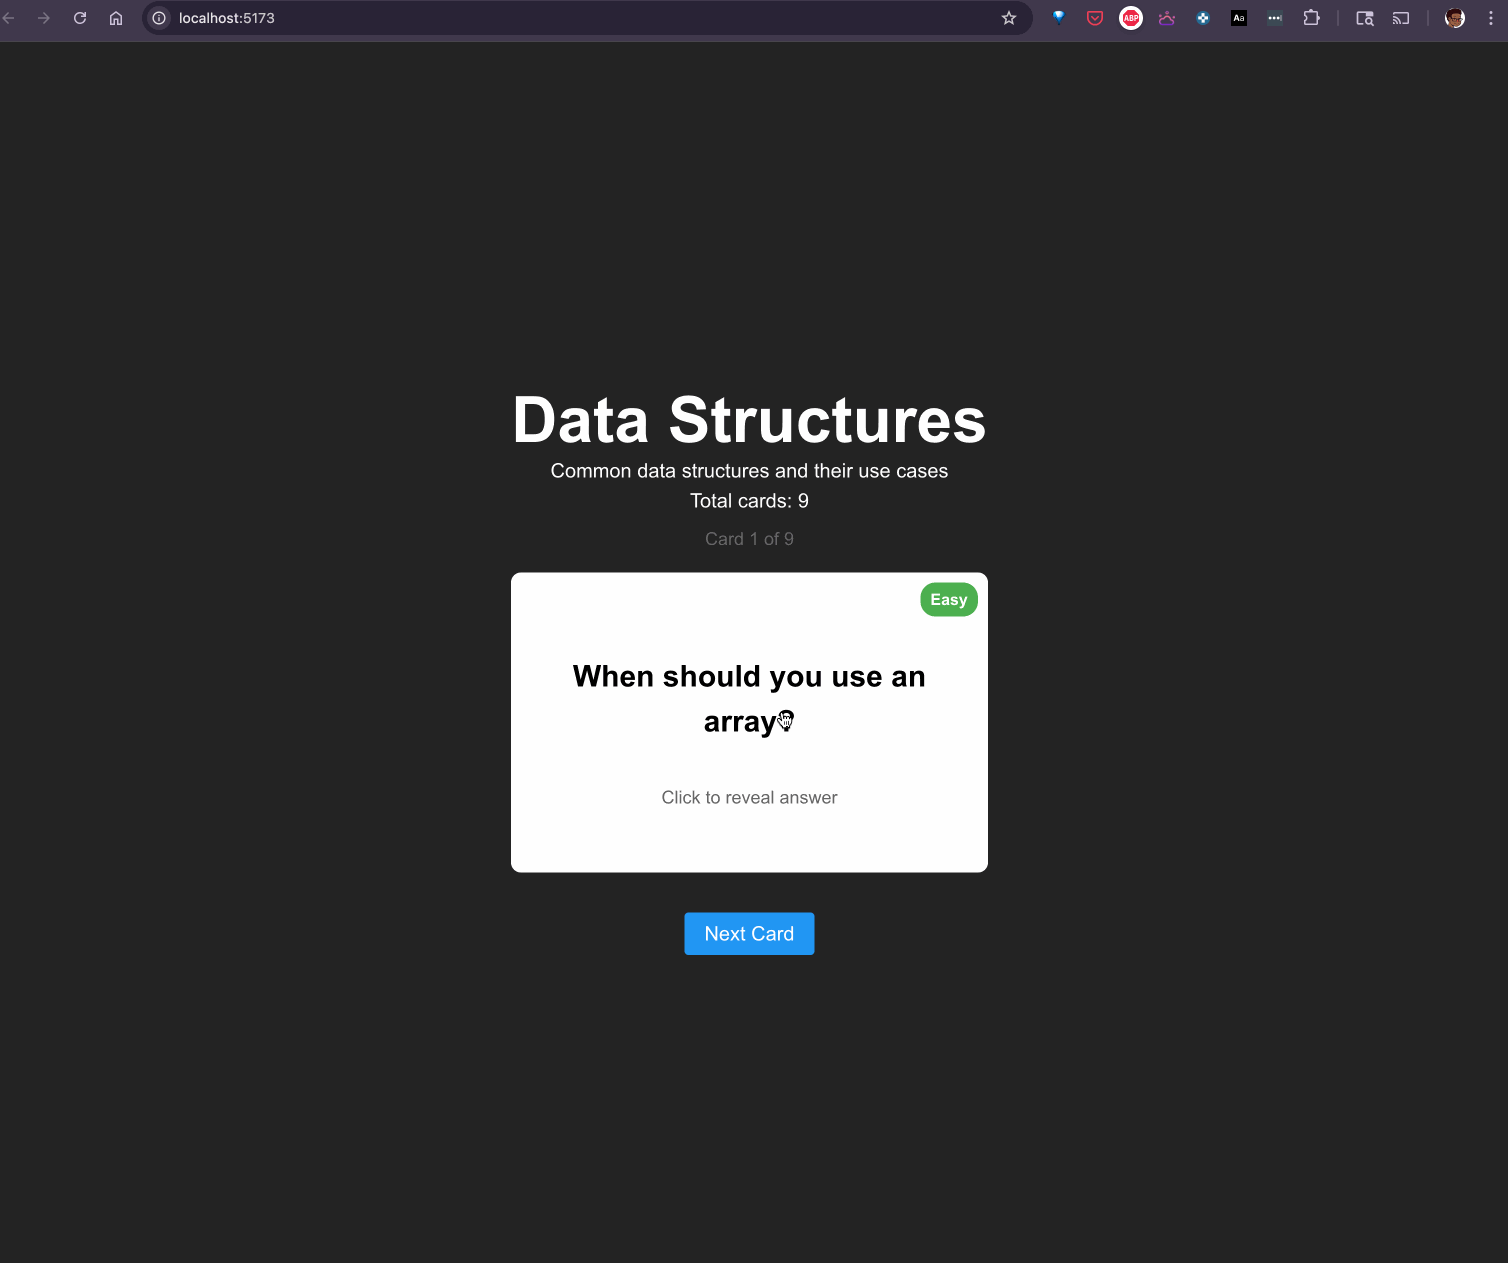 localhost:5173
ABP
Aa
Data Structures
Common data structures and their use cases
Total cards: 9
Card 1 of 9
Easy
When should you use an
array?
Click to reveal answer
Next Card